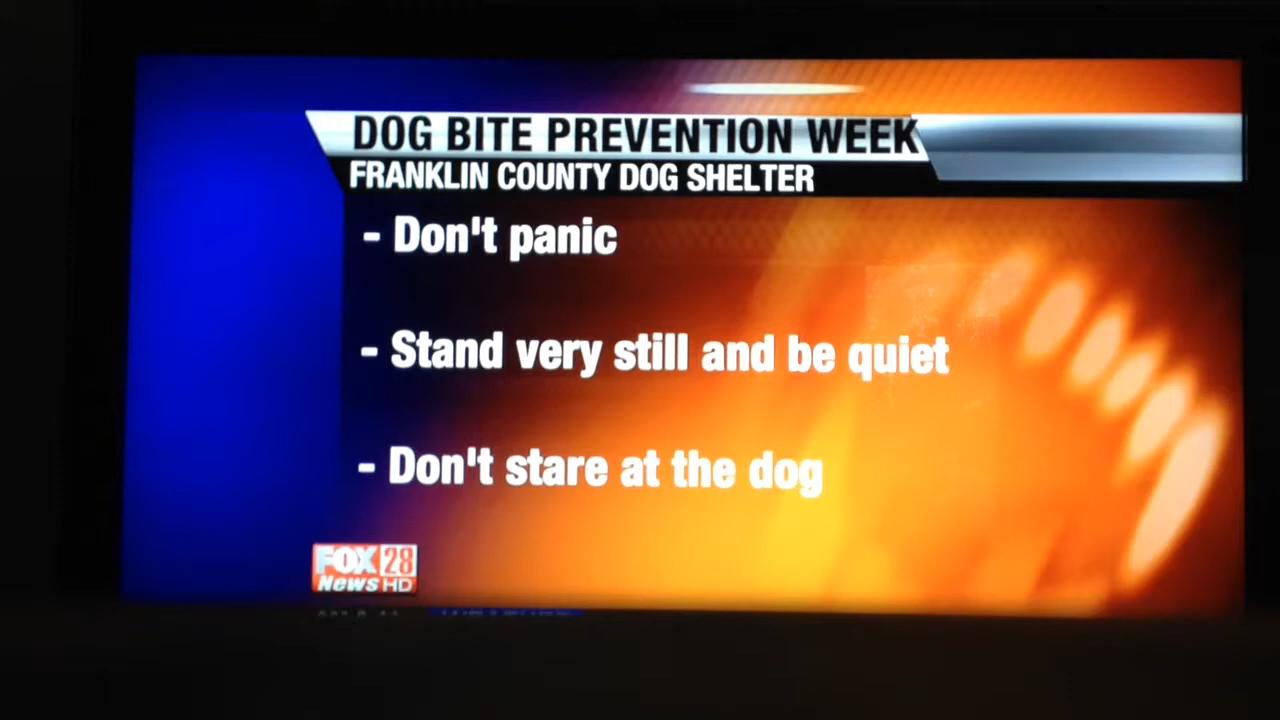 DOG BITE PREVENTION WEEK
FRANKLIN COUNTY DOG SHELTER
- Don't panic
- Stand very still and be quiet
- Don't stare at the dog
FOX 28
News HD